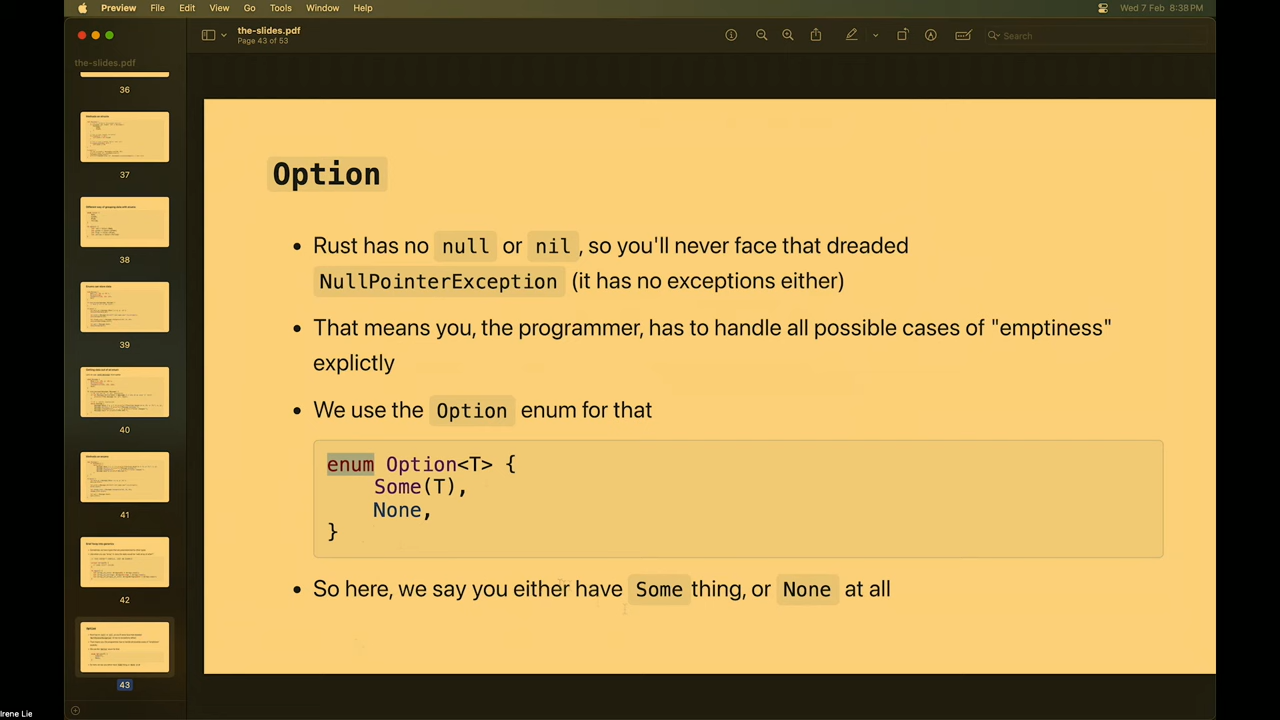 Preview File Edit View Go Tools Window Help
Wed 7 Feb 8:38 PM
the-slides.pdf
Page 43 of 53
Search
the-slides.pdf
36
37
38
39
40
41
42
43
Option
• Rust has no null or nil, so you'll never face that dreaded
NullPointerException (it has no exceptions either)
• That means you, the programmer, has to handle all possible cases of "emptiness"
explictly
• We use the Option enum for that
enum Option<T> {
Some(T),
None,
}
• So here, we say you either have Some thing, or None at all
Irene Lie